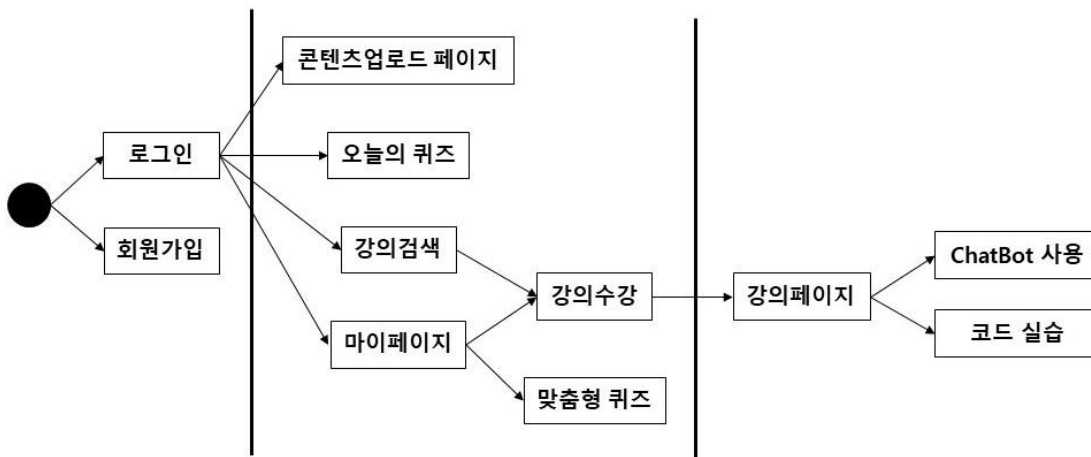 콘텐츠업로드 페이지
로그인
오늘의 퀴즈
회원가입
강의검색
ChatBot 사용
강의수강
강의페이지
마이페이지
코드 실습
맞춤형 퀴즈